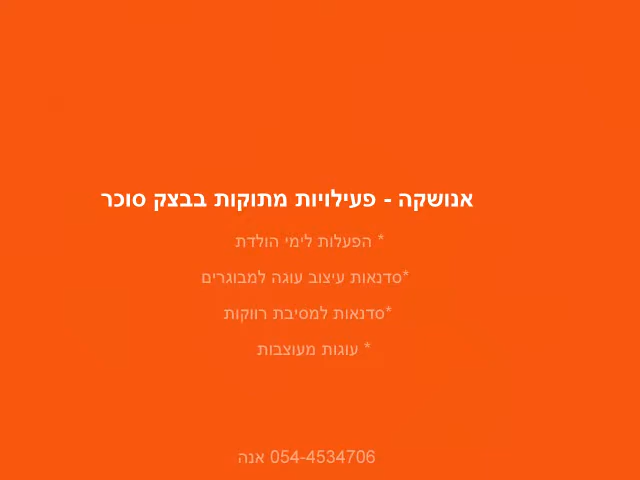 אנושקה - פעילויות מתוקות בבצק סוכר
* הפעלות לימי הולדת
*סדנאות עיצוב עוגה למבוגרים
*סדנאות למסיבת רווקות
* עוגות מעוצבות
054-4534706 אנה